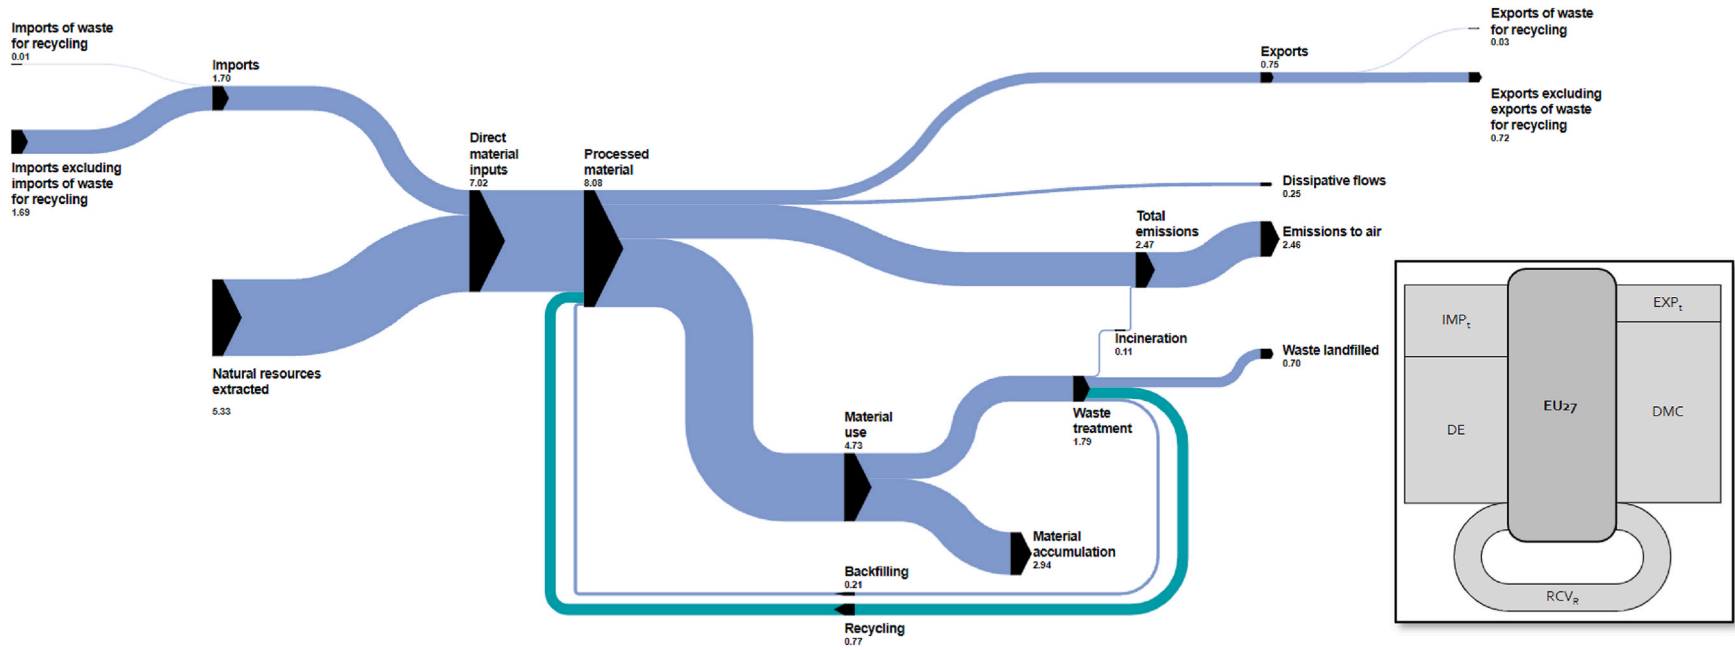 Imports of waste
for recycling
0.01
Imports
1.70
Imports excluding
imports of waste
for recycling
1.69
Natural resources
extracted
5.33
Direct
material
inputs
7.02
Processed
material
8.08
Exports
0.75
Exports of waste
for recycling
0.03
Exports excluding
exports of waste
for recycling
0.72
Dissipative flows
0.25
Total
emissions
2.47
Emissions to air
2.46
Incineration
0.11
Waste landfilled
0.70
Waste
treatment
1.79
Material
use
4.73
Material
accumulation
2.94
Backfilling
0.21
Recycling
0.77
IMPt
DE
EU27
EXPt
DMC
RCVR